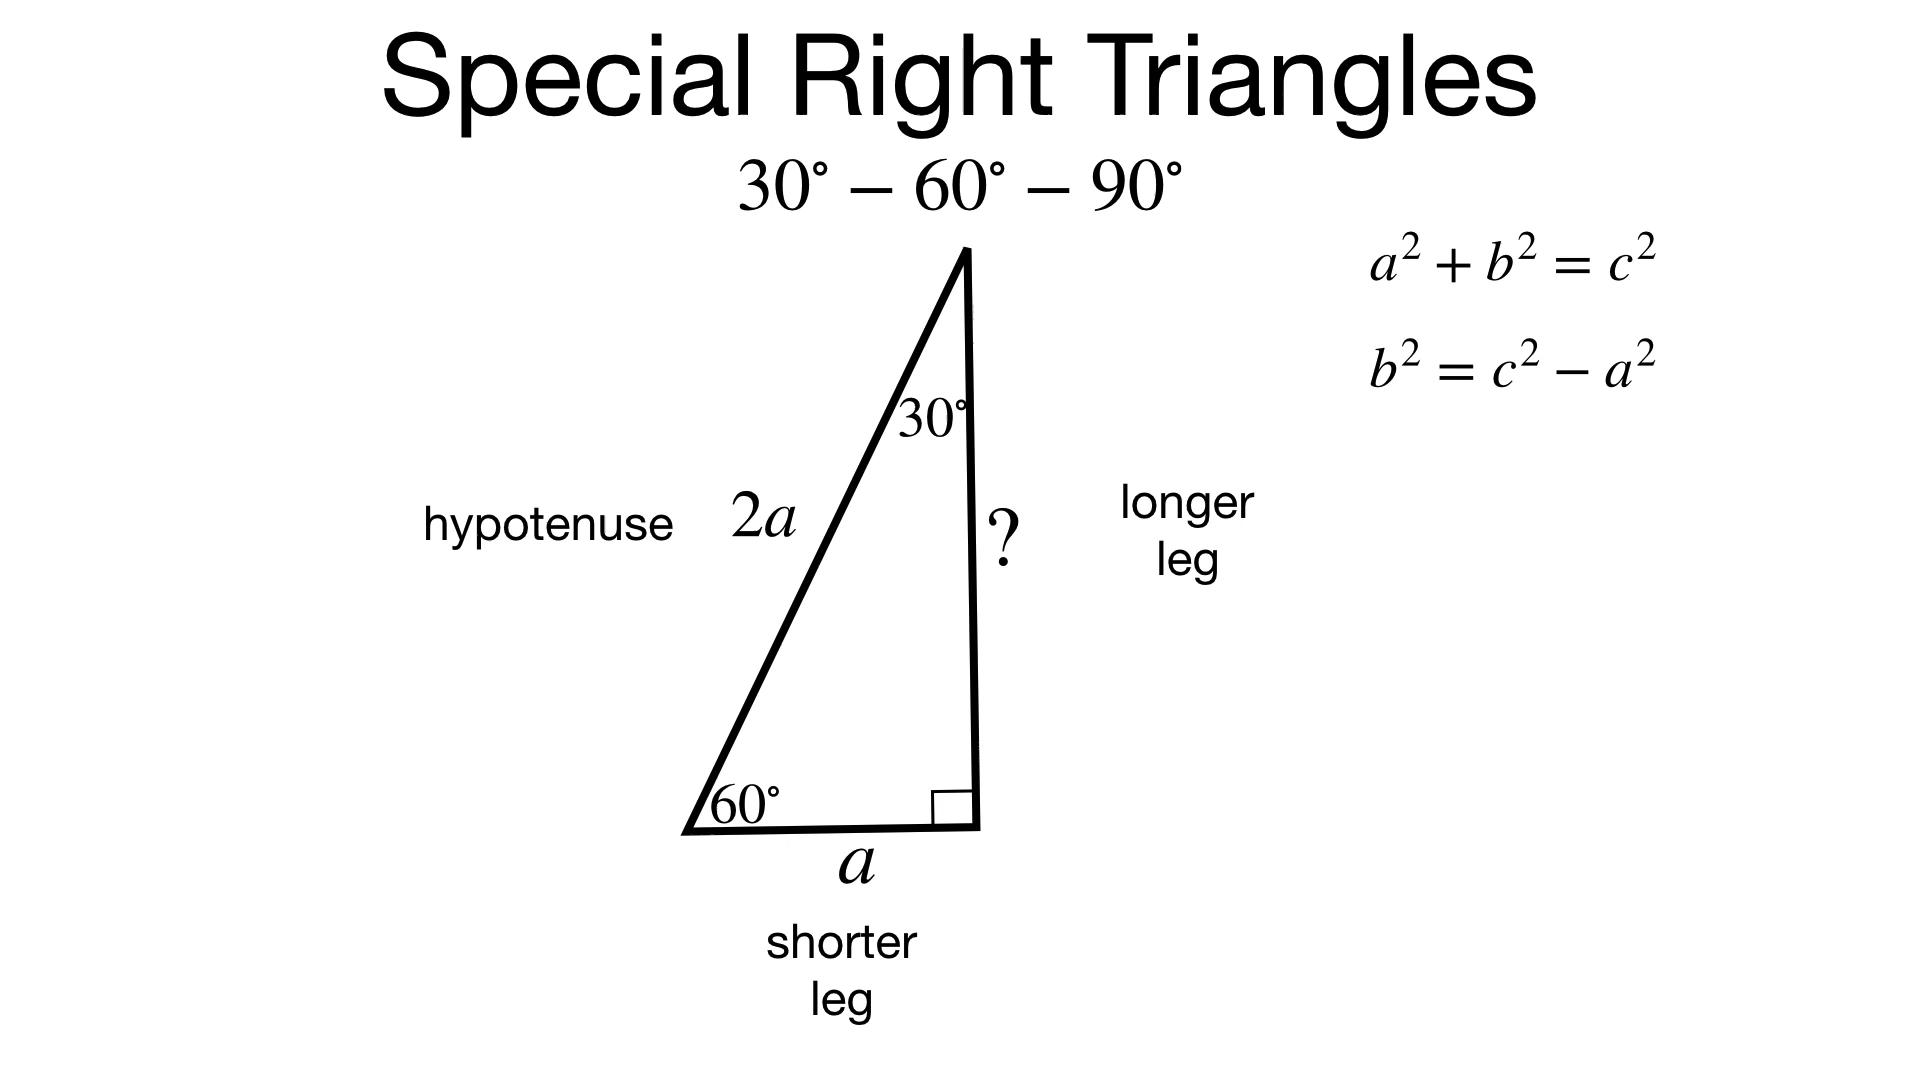 Special Right Triangles
30° – 60° – 90°
a² + b² = c²
b² = c² – a²
30°
hypotenuse
2a
?
longer
leg
60°
a
shorter
leg